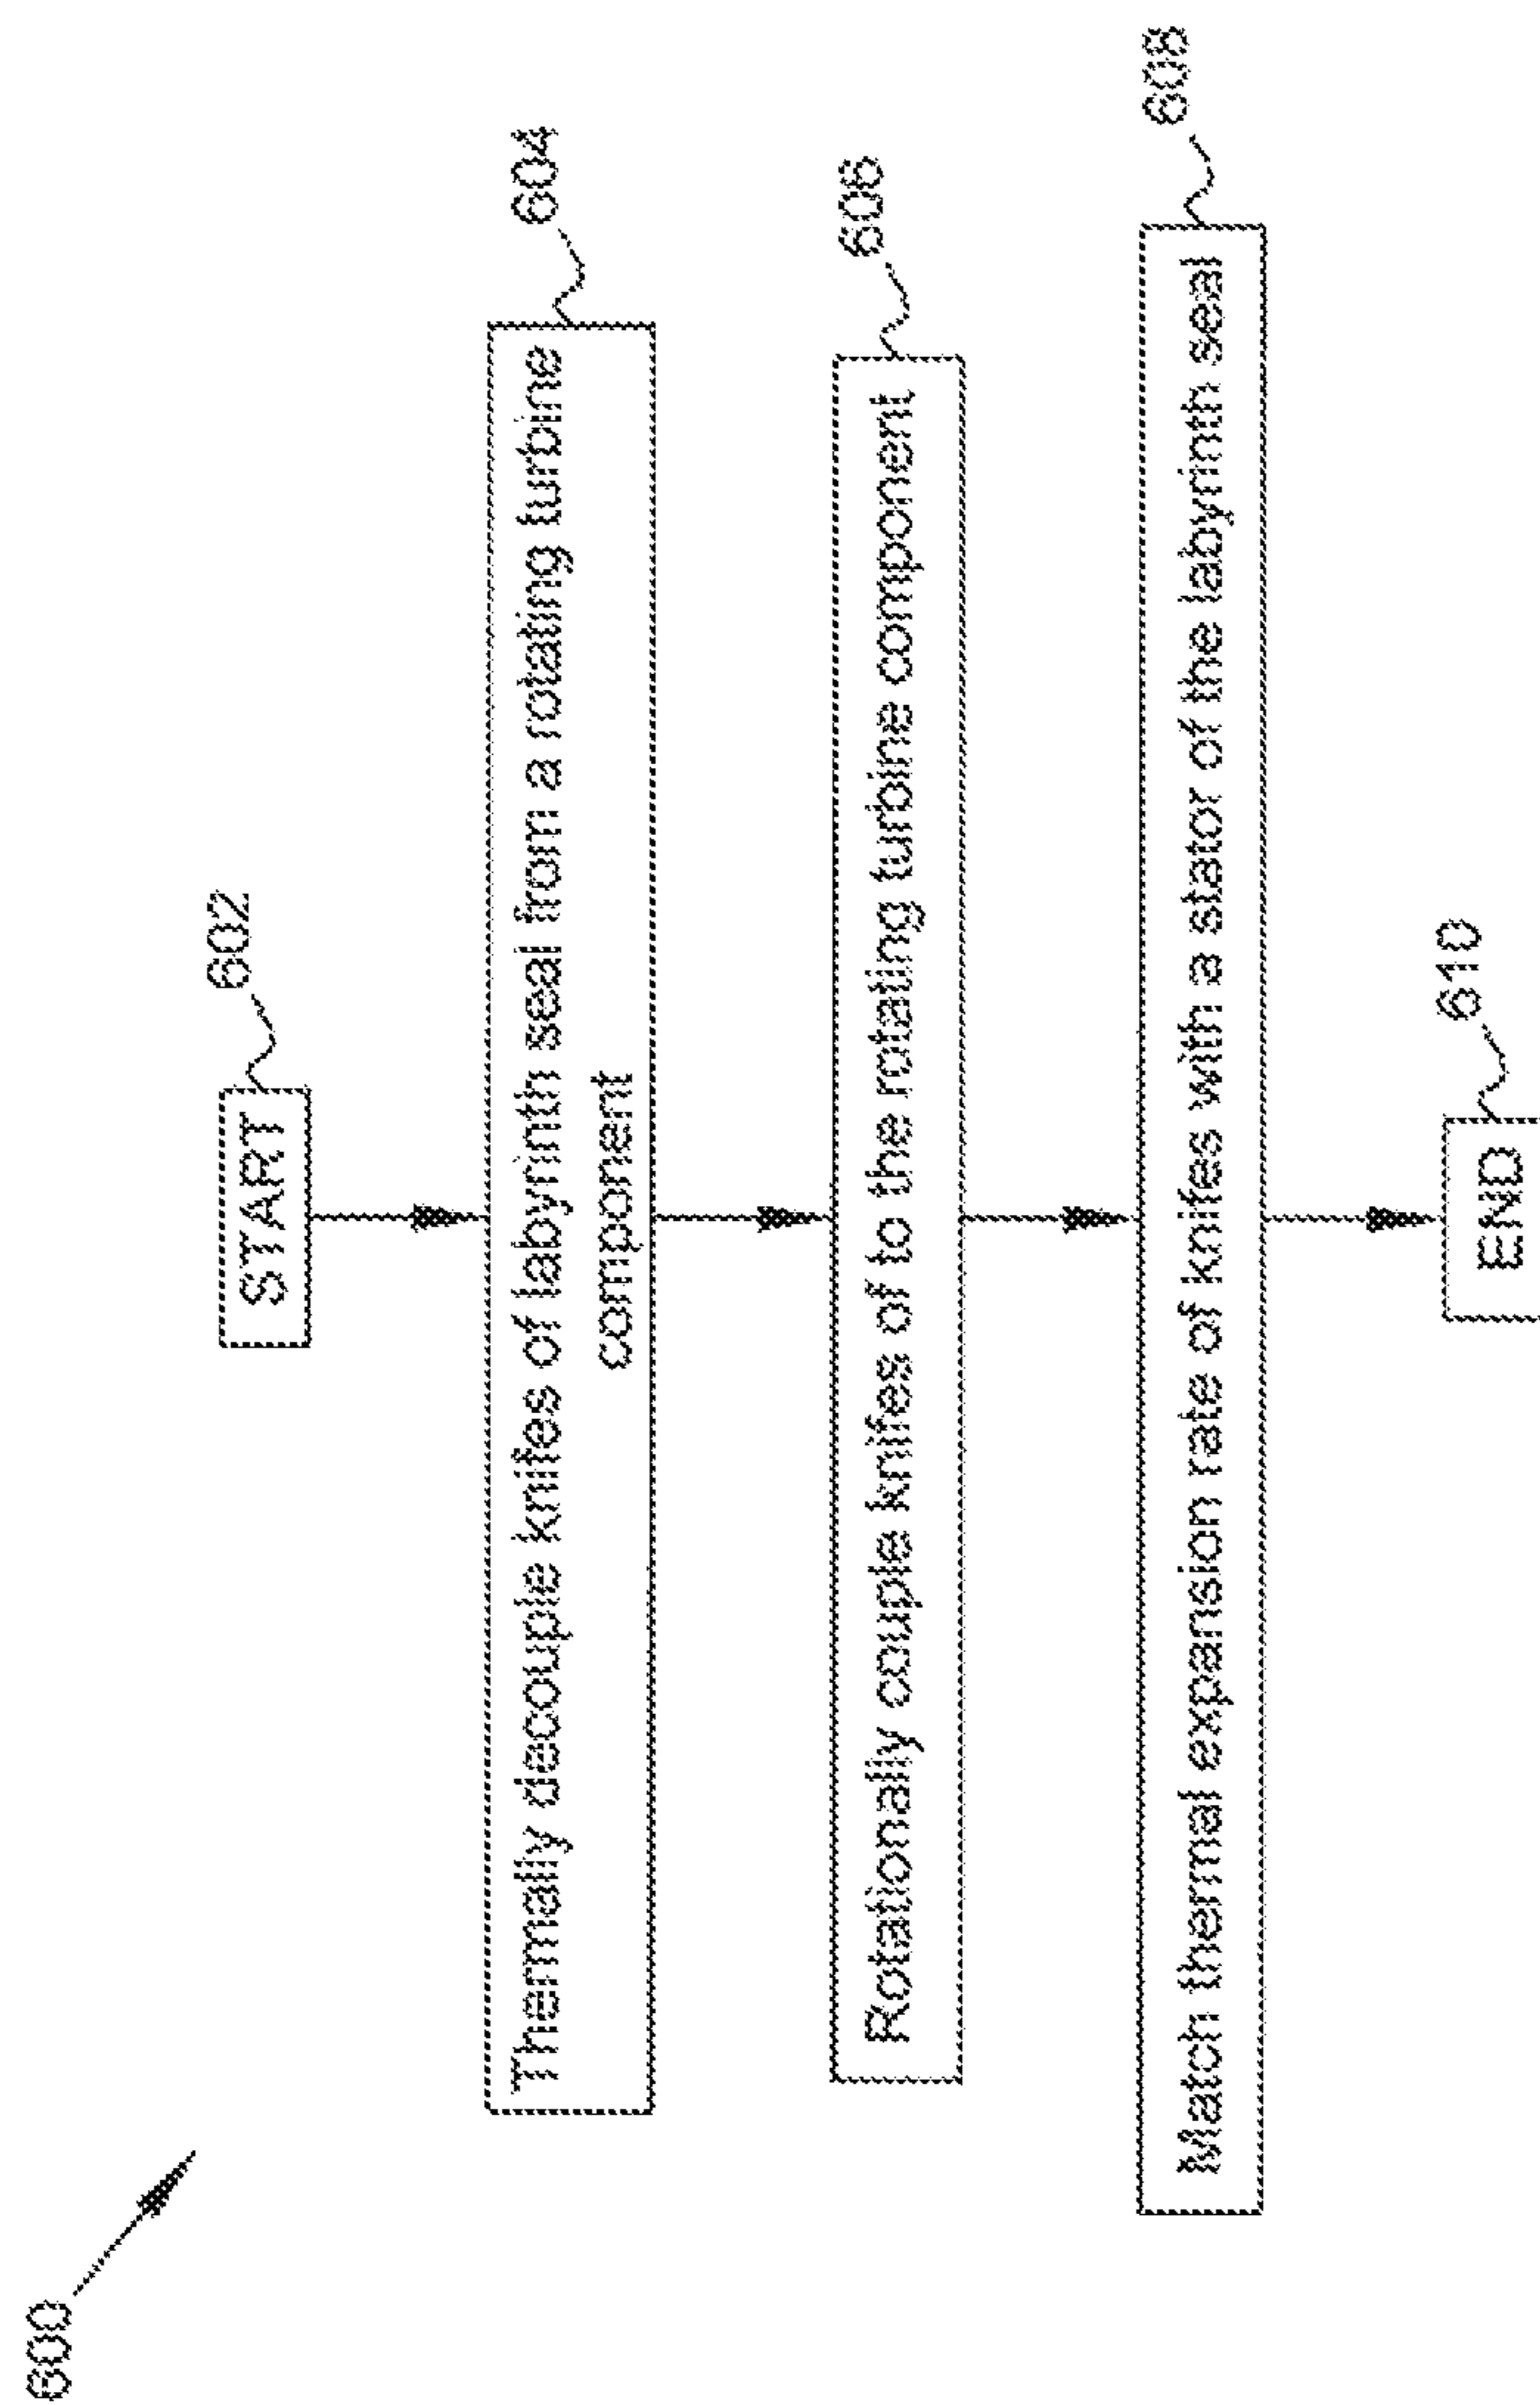 600
START
602
Thermally decouple knifes of labyrinth seal from a rotating turbine
component
604
Rotationally couple knifes of to the rotating turbine component
606
Match thermal expansion rate of knifes with a stator of the labyrinth seal
608
END
610